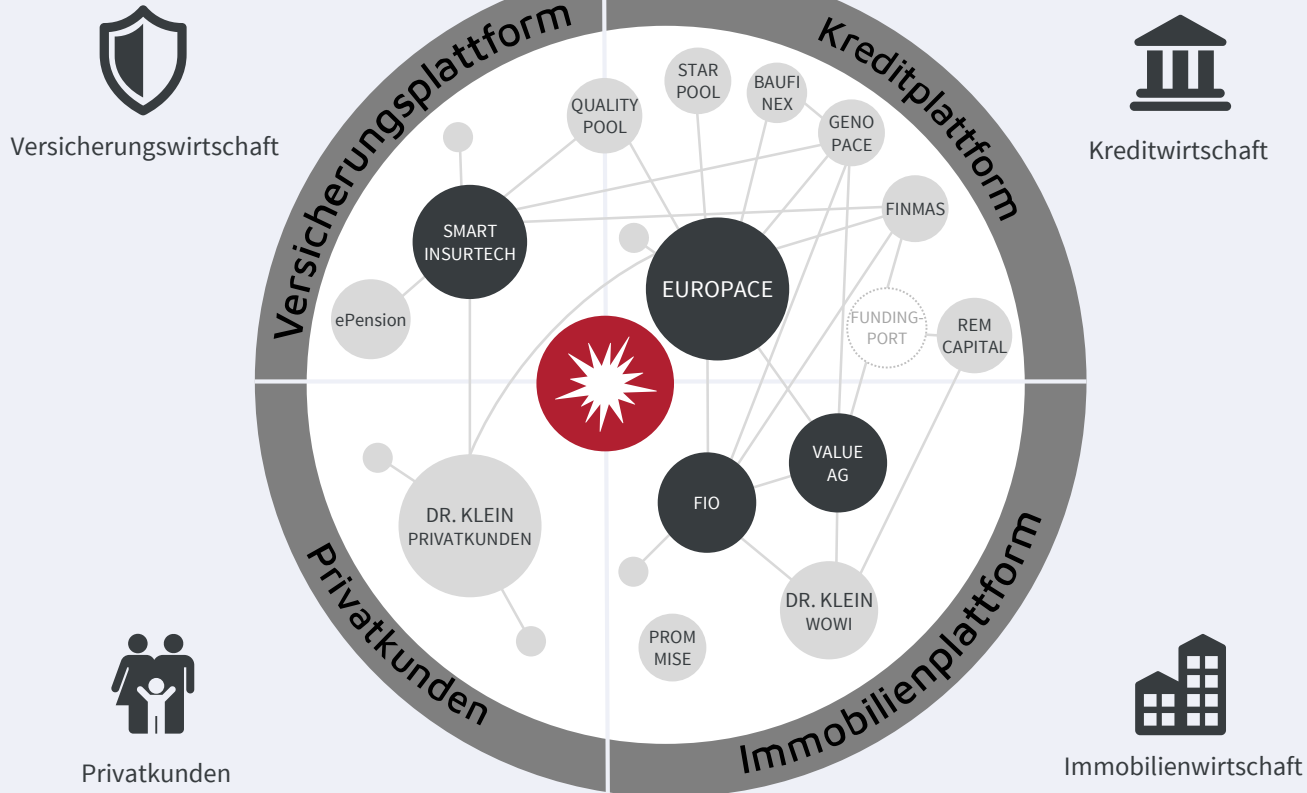 Versicherungsplattform
Kreditplattform
Versicherungswirtschaft
Kreditwirtschaft
STAR
POOL
BAUFI
NEX
QUALITY
POOL
GENO
PACE
FINMAS
SMART
INSURTECH
EUROPACE
ePension
FUNDING-
PORT
REM
CAPITAL
VALUE
AG
FIO
DR. KLEIN
PRIVATKUNDEN
DR. KLEIN
WOWI
PROM
MISE
Privatkunden
Immobilienplattform
Privatkunden
Immobilienwirtschaft